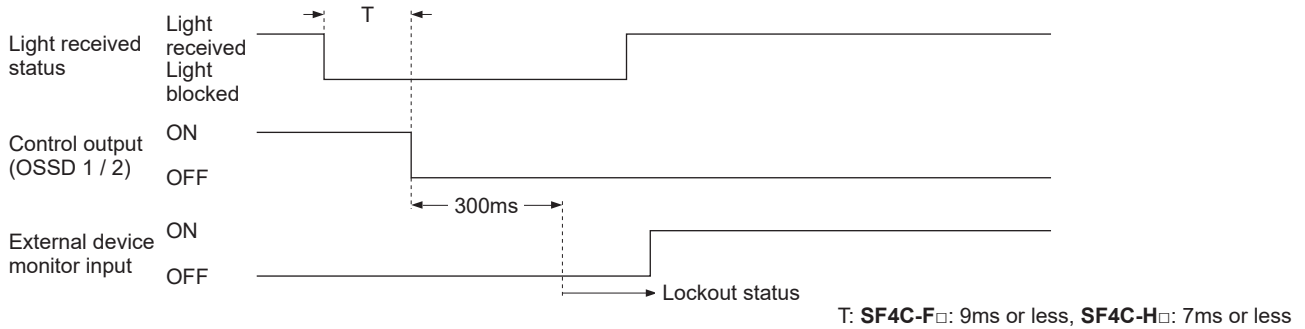 T
Light received status
Light received
Light blocked
Control output (OSSD 1 / 2)
ON
OFF
300ms
External device monitor input
ON
OFF
Lockout status
T: SF4C-F□: 9ms or less, SF4C-H□: 7ms or less